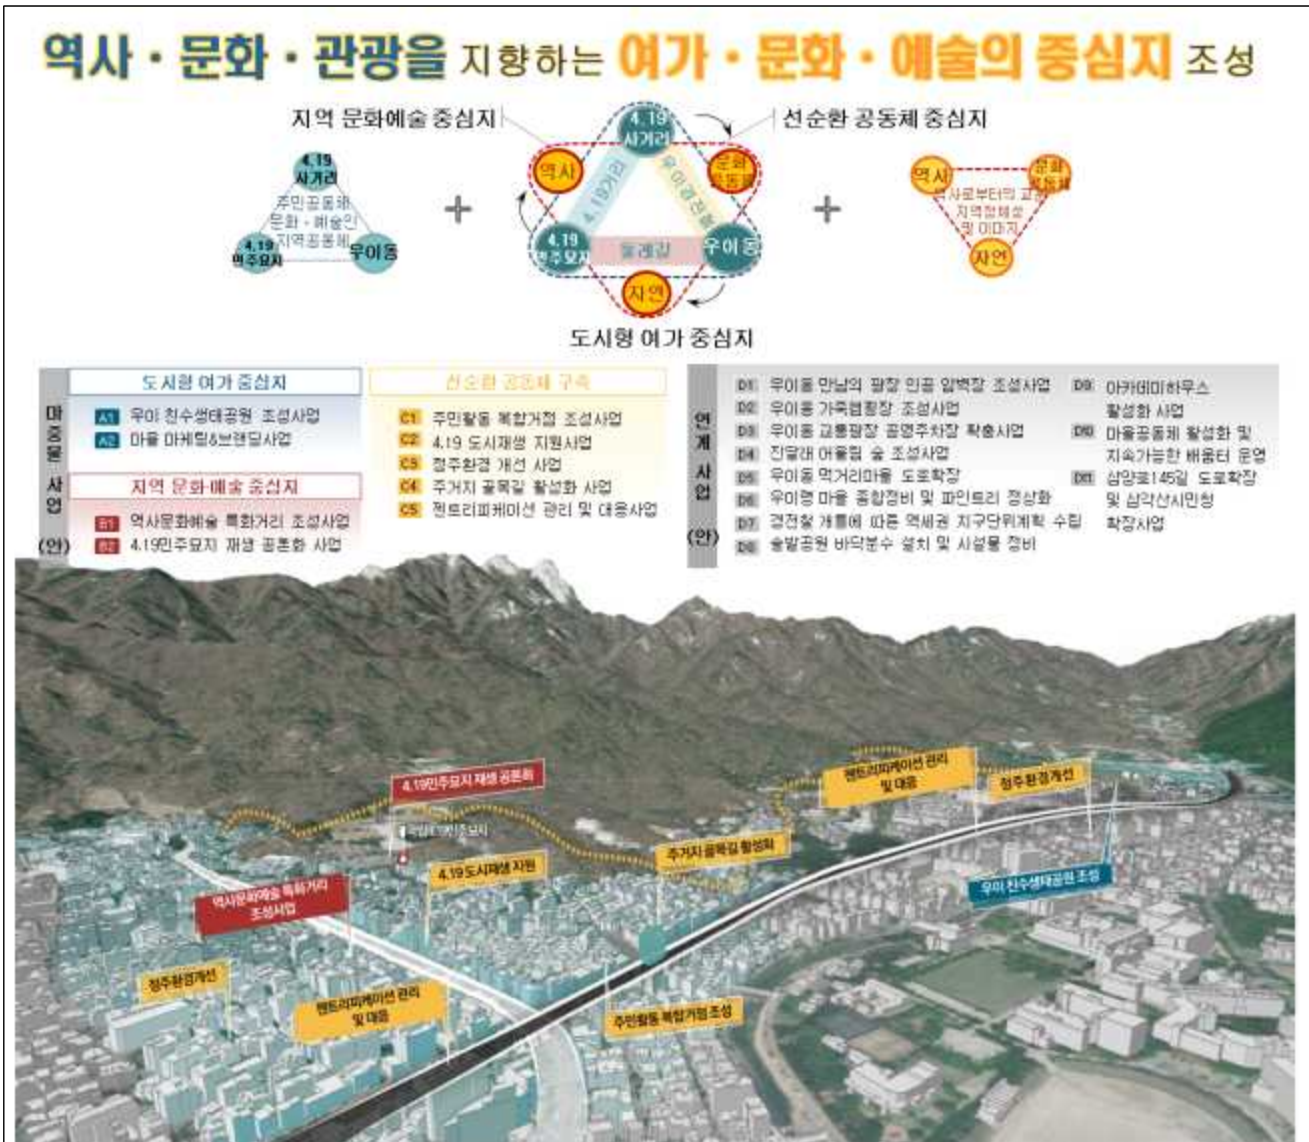 역사・문화・관광을 지향하는 여가・문화・예술의 중심지 조성
지역 문화예술 중심지
선순환 공동체 중심지
4.19
사거리
주민공동체
문화・예술인
지역공동체
4.19
민주묘지
우이동
+
4.19
사거리
역사
문화
공동체
4.19거리
우이경전철
4.19
민주묘지
둘레길
우이동
자연
도시형 여가 중심지
+
역사
문화
공동체
지역정체성
및 이미지
자연
마중물 사업 (안)
도시형 여가 중심지
A1 우이 친수생태공원 조성사업
A2 마을 마케팅&브랜딩사업
지역 문화·예술 중심지
B1 역사문화예술 특화거리 조성사업
B2 4.19민주묘지 재생 공론화 사업
선순환 공동체 구축
C1 주민활동 복합거점 조성사업
C2 4.19 도시재생 지원사업
C3 정주환경 개선 사업
C4 주거지 골목길 활성화 사업
C5 젠트리피케이션 관리 및 대응사업
연계 사업 (안)
D1 우이동 만남의 광장 인공 암벽장 조성사업
D2 우이동 가족캠핑장 조성사업
D3 우이동 교통광장 공영주차장 확충사업
D4 진달래 어울림 숲 조성사업
D5 우이동 먹거리마을 도로확장
D6 우이령 마을 종합정비 및 파인트리 정상화
D7 경전철 개통에 따른 역세권 지구단위계획 수립
D8 솔밭공원 바닥분수 설치 및 시설물 정비
D9 아카데미하우스
활성화 사업
D10 마을공동체 활성화 및
지속가능한 배움터 운영
D11 삼양로145길 도로확장
및 삼각산시민청
확장사업
4.19민주묘지 재생 공론화
국립4.19민주묘지
젠트리피케이션 관리
및 대응
정주환경개선
주거지 골목길 활성화
4.19 도시재생 지원
우이 친수생태공원 조성
역사문화예술 특화거리
조성사업
정주환경개선
젠트리피케이션 관리
및 대응
주민활동 복합거점 조성